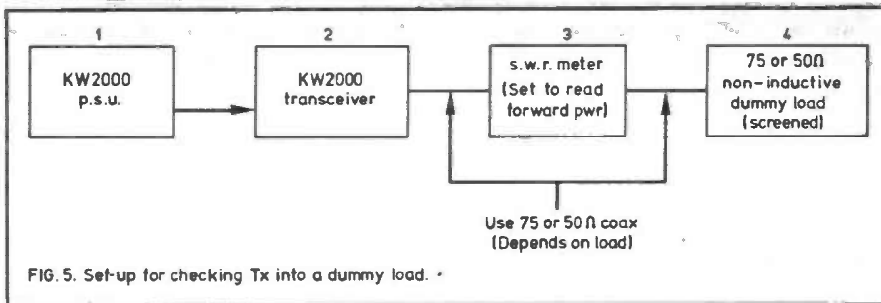 1
2
3
4
KW2000
p.s.u.
KW2000
transceiver
s.w.r. meter
(Set to read
forward pwr)
75 or 50Ω
non-inductive
dummy load
(screened)
Use 75 or 50Ω coax
(Depends on load)
FIG. 5. Set-up for checking Tx into a dummy load.